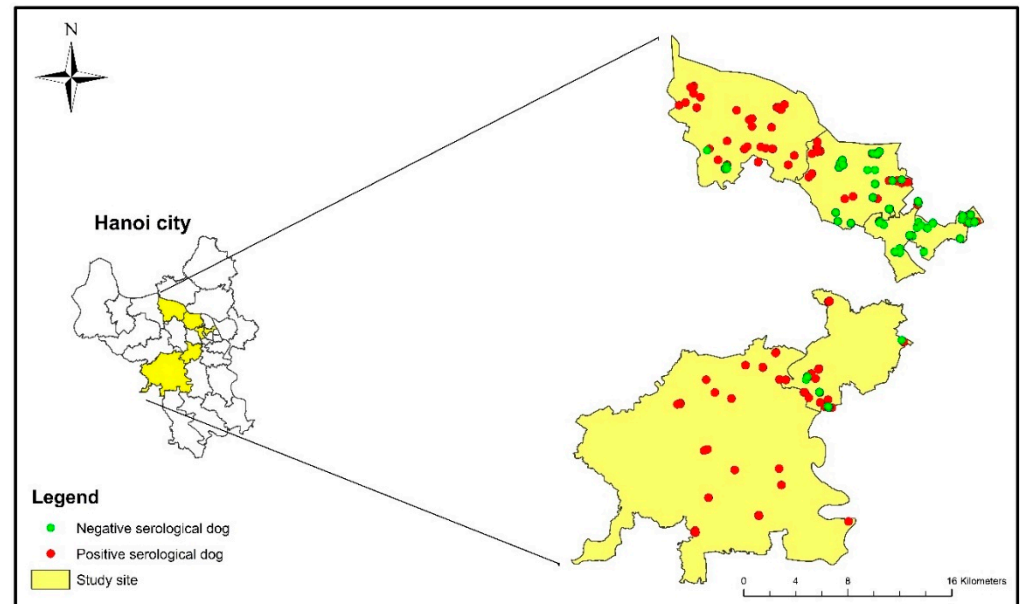 N
Hanoi city
Legend
Negative serological dog
Positive serological dog
Study site
0 4 8 16 Kilometers